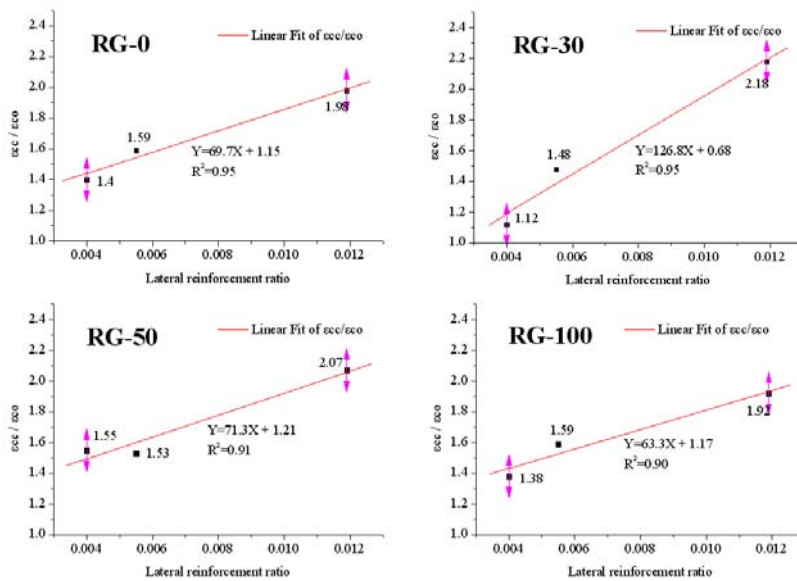 RG-0
Linear Fit of εcc/εco
2.4
2.2
2.0
1.8
1.6
1.4
1.2
1.0
εcc / εco
1.4
1.59
1.98
Y=69.7X + 1.15
R²=0.95
0.004 0.006 0.008 0.010 0.012
Lateral reinforcement ratio
RG-30
Linear Fit of εcc/εco
2.4
2.2
2.0
1.8
1.6
1.4
1.2
1.0
εcc / εco
1.12
1.48
2.18
Y=126.8X + 0.68
R²=0.95
0.004 0.006 0.008 0.010 0.012
Lateral reinforcement ratio
RG-50
Linear Fit of εcc/εco
2.4
2.2
2.0
1.8
1.6
1.4
1.2
1.0
εcc / εco
1.55
1.53
2.07
Y=71.3X + 1.21
R²=0.91
0.004 0.006 0.008 0.010 0.012
Lateral reinforcement ratio
RG-100
Linear Fit of εcc/εco
2.4
2.2
2.0
1.8
1.6
1.4
1.2
1.0
εcc / εco
1.38
1.59
1.92
Y=63.3X + 1.17
R²=0.90
0.004 0.006 0.008 0.010 0.012
Lateral reinforcement ratio